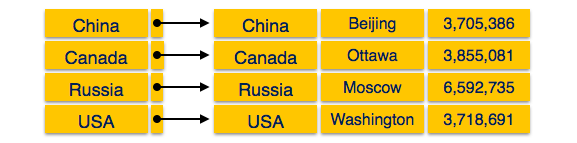 China China Beijing 3,705,386
Canada Canada Ottawa 3,855,081
Russia Russia Moscow 6,592,735
USA USA Washington 3,718,691